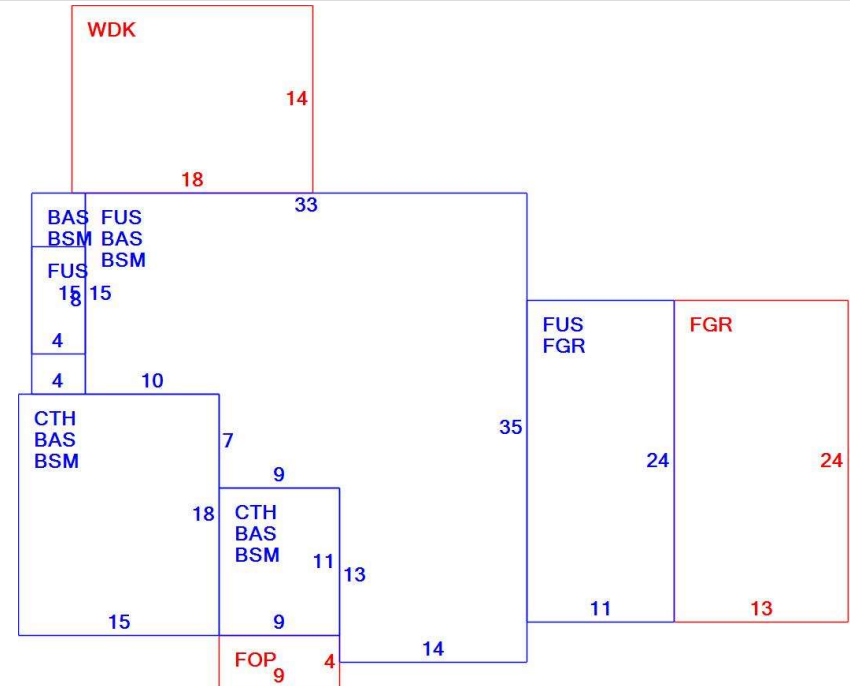 WDK
14
18
33
BAS FUS
BSM BAS
BSM
FUS
15 8 15
4
4 10
FUS
FGR
FGR
CTH
BAS
BSM
7
35
9
24
24
18
CTH
BAS
BSM
11 13
15
9
11
13
14
FOP 4
9